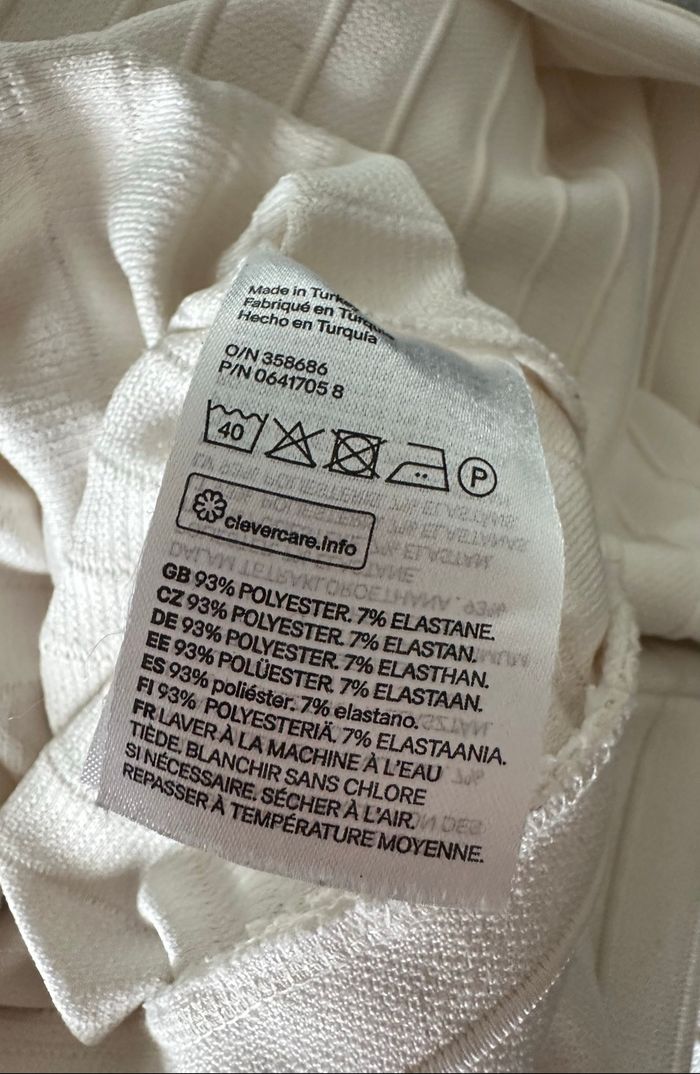 Made in
Fabriqué en
Hecho en Turquía
O/N 358686
P/N 0641705 8
40
P
clevercare.info
GB 93% POLYESTER. 7% ELASTANE.
CZ 93% POLYESTER. 7% ELASTAN.
DE 93% POLYESTER. 7% ELASTHAN.
EE 93% POLÜESTER. 7% ELASTAAN.
ES 93% poliéster. 7% elastano.
FI 93% POLYESTERIÄ. 7% ELASTAANIA.
FR LAVER À LA MACHINE À L'EAU
TIÈDE. BLANCHIR SANS CHLORE
SI NÉCESSAIRE. SÉCHER À L'AIR.
REPASSER À TEMPÉRATURE MOYENNE.